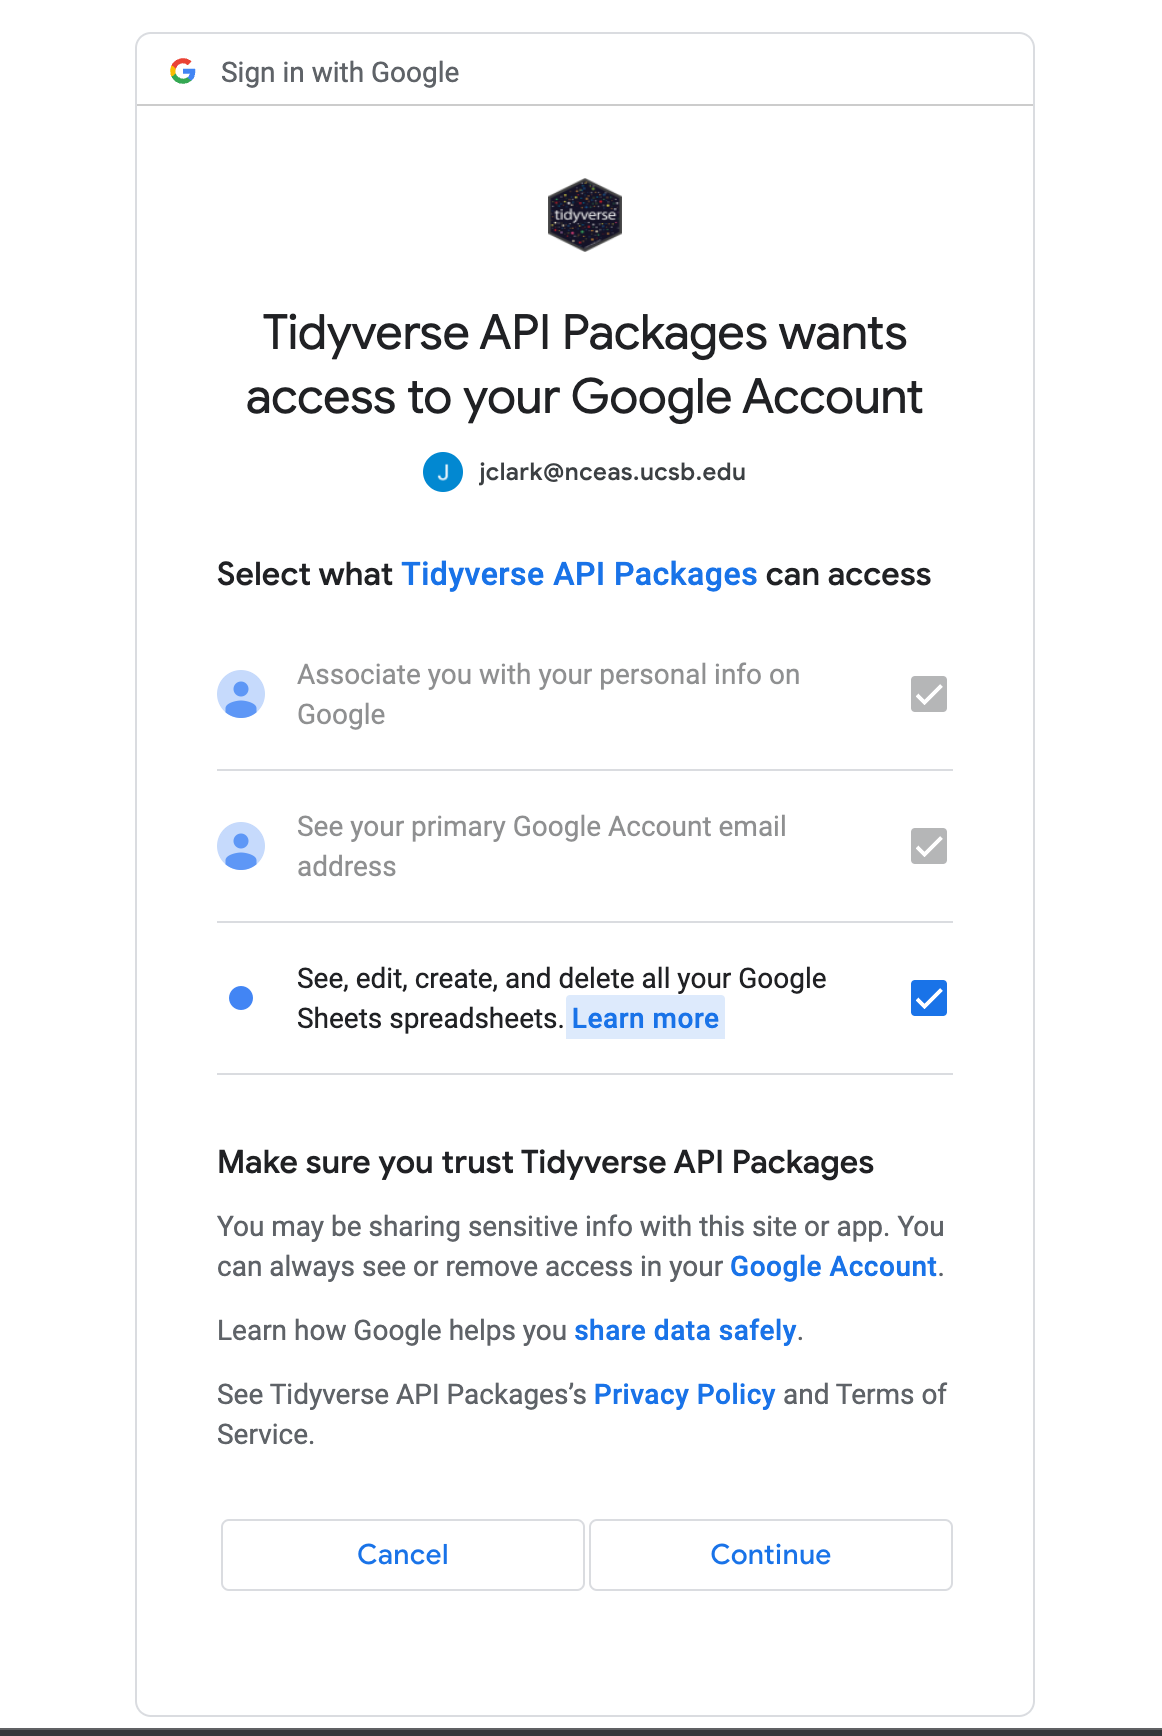 Sign in with Google
tidyverse
Tidyverse API Packages wants
access to your Google Account
J jclark@nceas.ucsb.edu
Select what Tidyverse API Packages can access
Associate you with your personal info on
Google
See your primary Google Account email
address
See, edit, create, and delete all your Google
Sheets spreadsheets. Learn more
Make sure you trust Tidyverse API Packages
You may be sharing sensitive info with this site or app. You
can always see or remove access in your Google Account.
Learn how Google helps you share data safely.
See Tidyverse API Packages’s Privacy Policy and Terms of
Service.
Cancel Continue